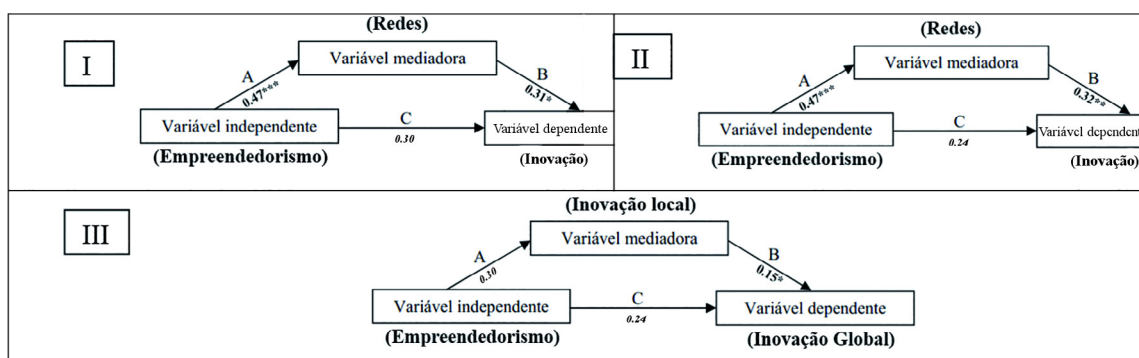 I
(Redes)
Variável mediadora
A
0.47***
B
0.31*
Variável independente
C
0.30
Variável dependente
(Empreendedorismo)
(Inovação)
II
(Redes)
Variável mediadora
A
0.47***
B
0.32**
Variável independente
C
0.24
Variável dependente
(Empreendedorismo)
(Inovação)
III
(Inovação local)
Variável mediadora
A
0.30
B
0.15*
Variável independente
C
0.24
Variável dependente
(Empreendedorismo)
(Inovação Global)